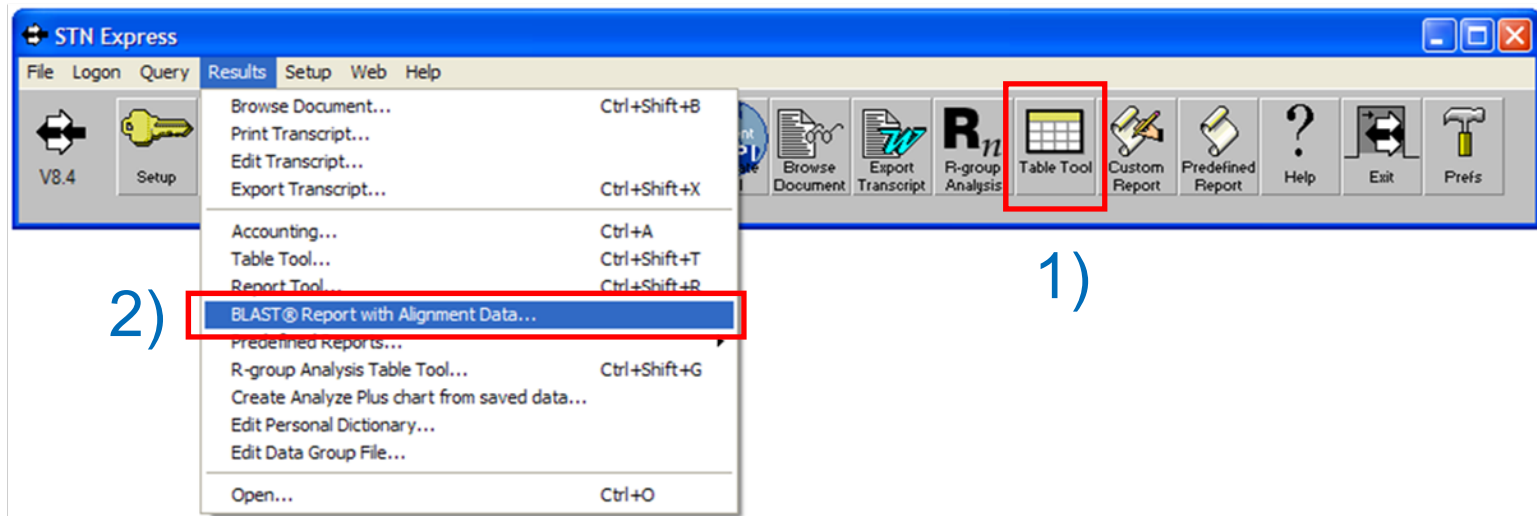 STN Express
File Logon Query Results Setup Web Help
V8.4
Setup
Browse Document
Export Transcript
Rn
R-group Analysis
Table Tool
Custom Report
Predefined Report
?
Help
Exit
Prefs
Browse Document... Ctrl+Shift+B
Print Transcript...
Edit Transcript...
Export Transcript... Ctrl+Shift+X
Accounting... Ctrl+A
Table Tool... Ctrl+Shift+T
Report Tool... Ctrl+Shift+R
BLAST® Report with Alignment Data...
Predefined Reports...
R-group Analysis Table Tool... Ctrl+Shift+G
Create Analyze Plus chart from saved data...
Edit Personal Dictionary...
Edit Data Group File...
Open... Ctrl+O
1)
2)